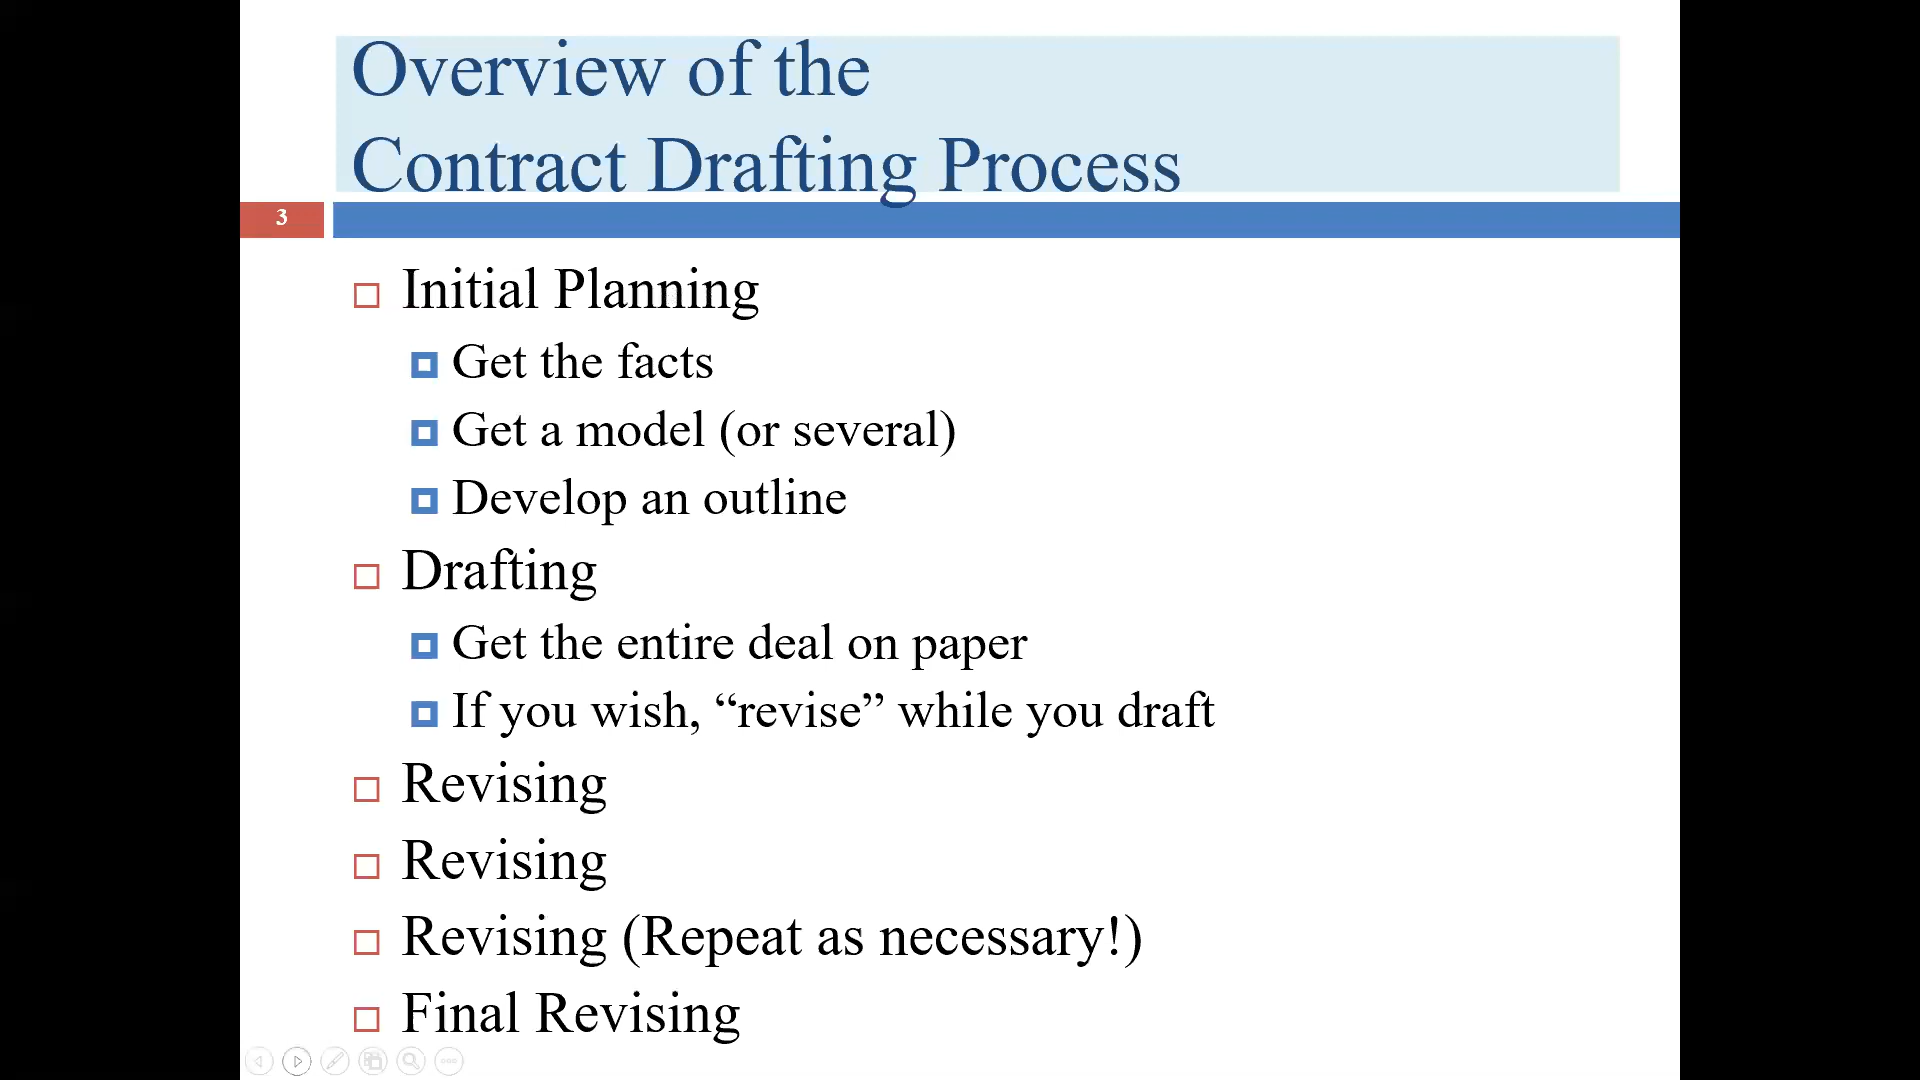 Overview of the
Contract Drafting Process
3
Initial Planning
Get the facts
Get a model (or several)
Develop an outline
Drafting
Get the entire deal on paper
If you wish, “revise” while you draft
Revising
Revising
Revising (Repeat as necessary!)
Final Revising